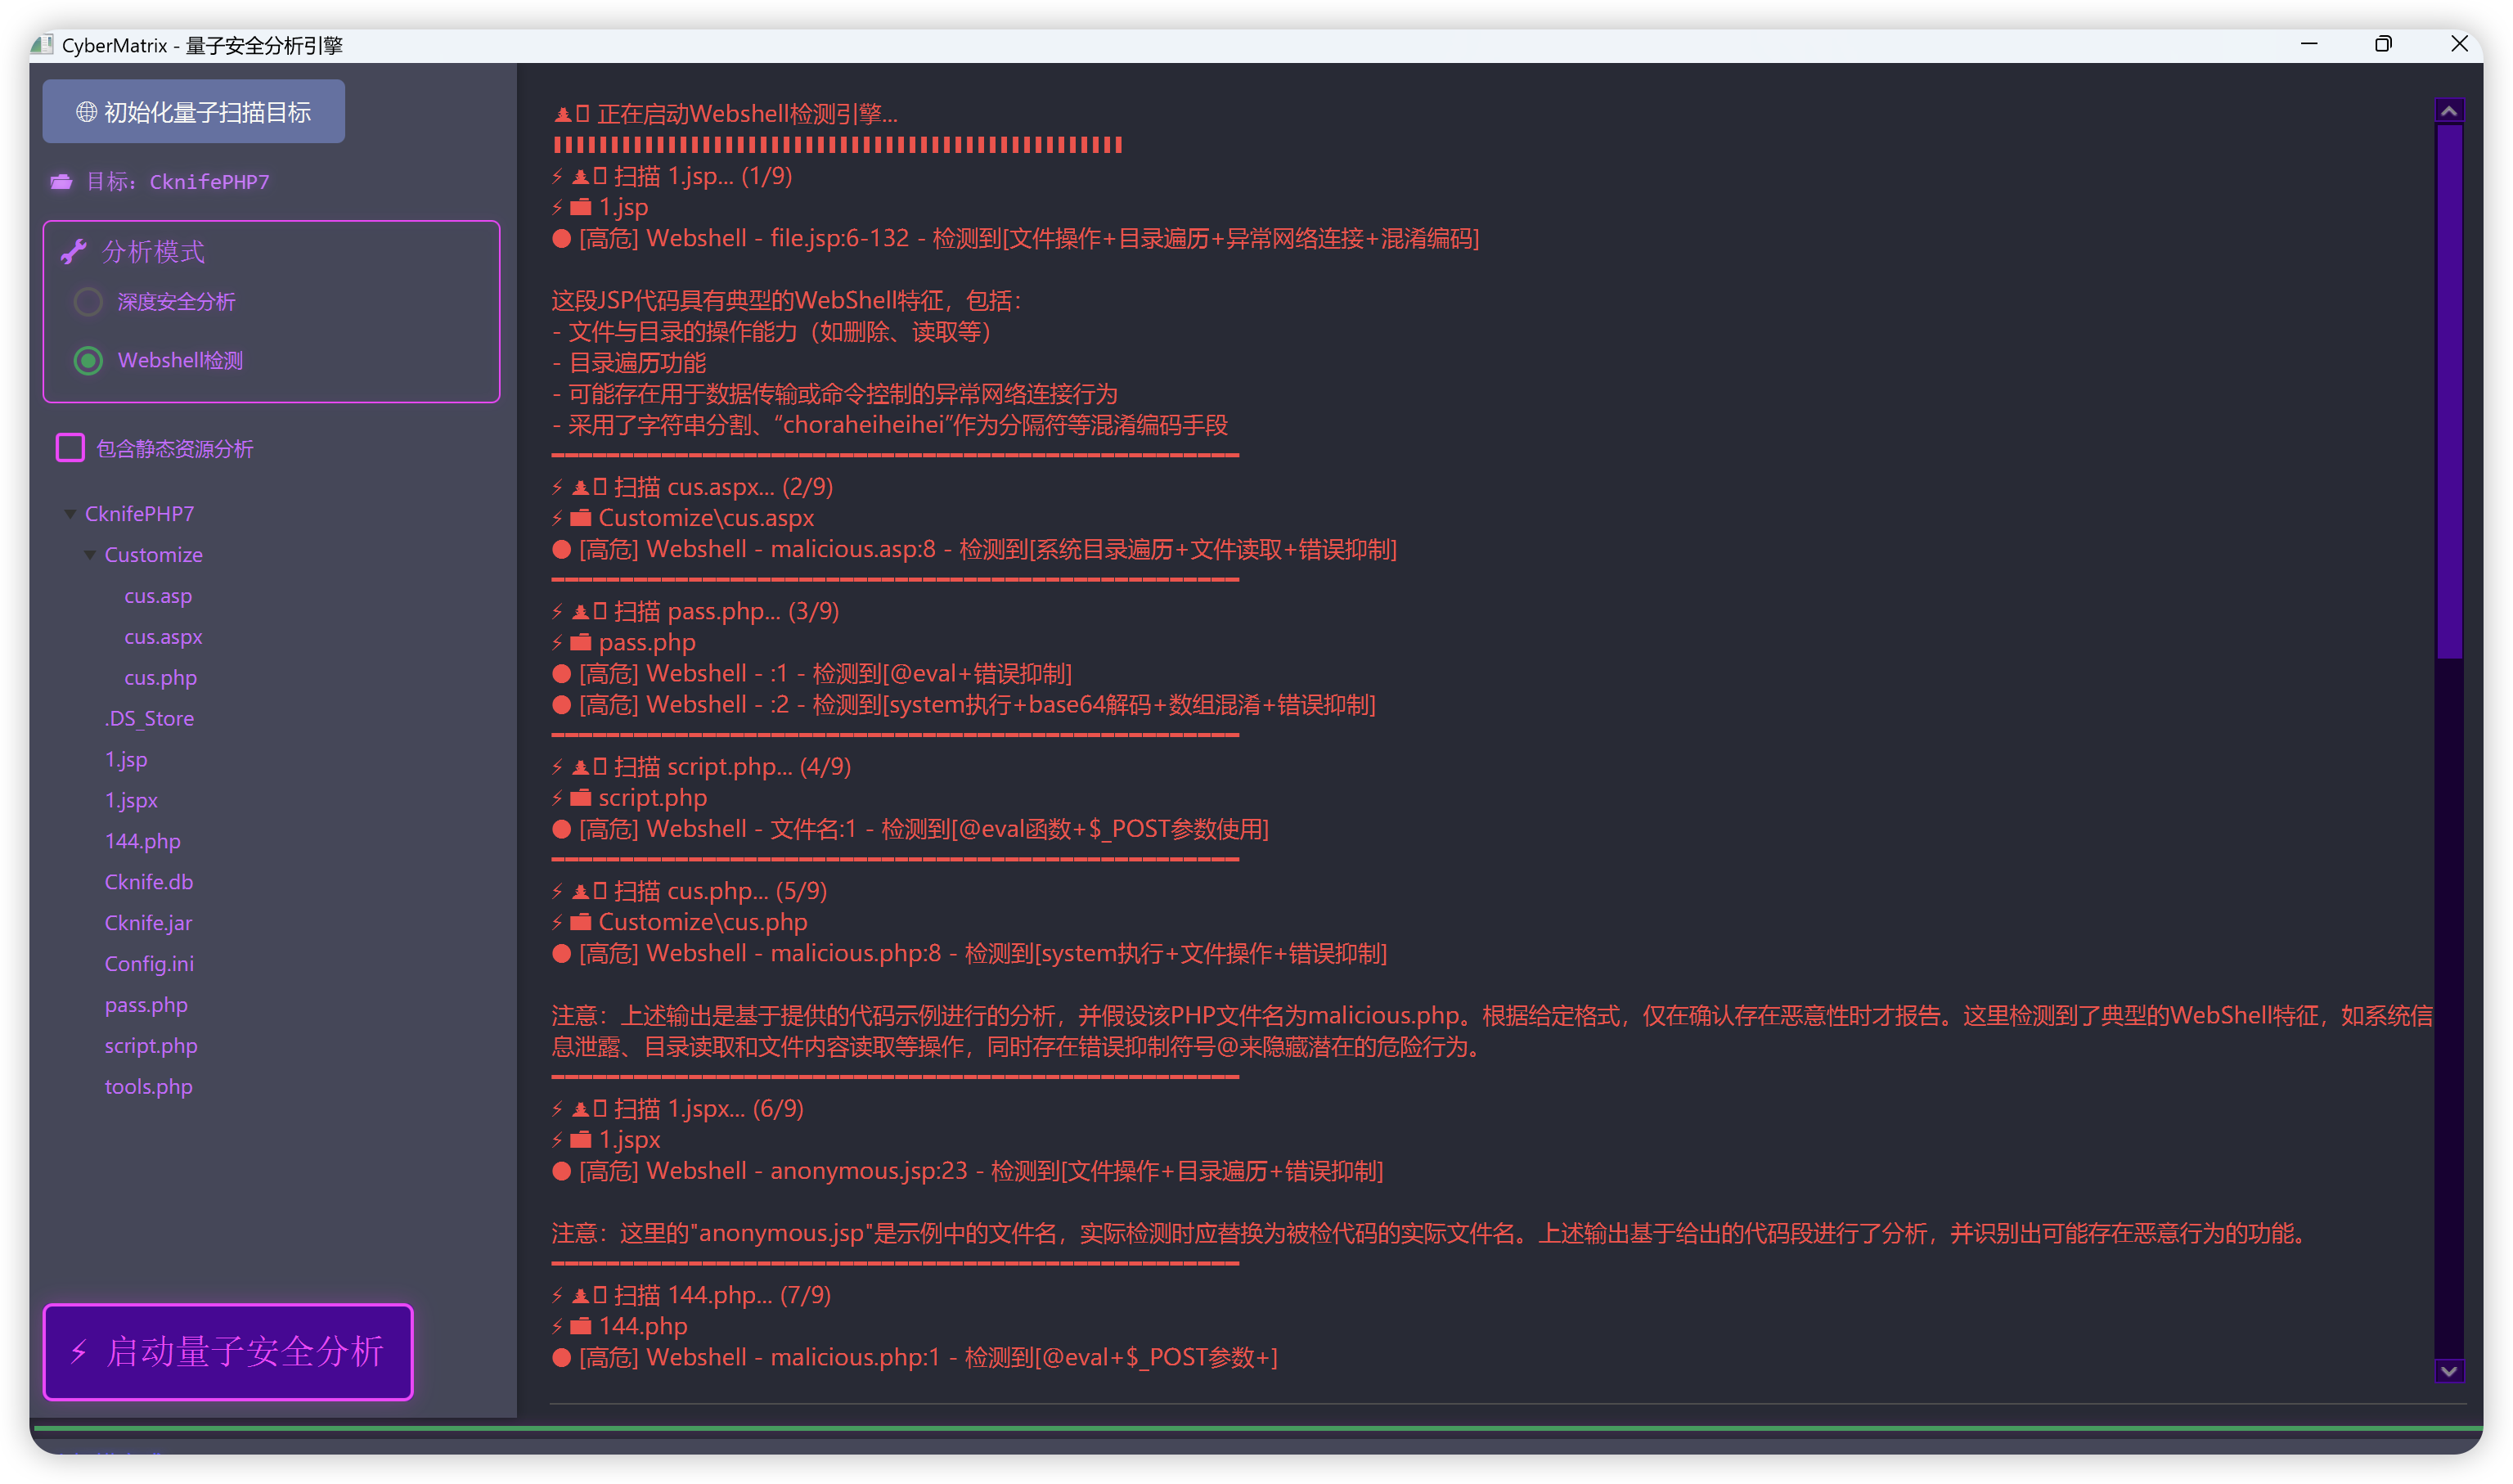 CyberMatrix - 量子安全分析引擎
初始化量子扫描目标
目标：CknifePHP7
分析模式
深度安全分析
Webshell检测
包含静态资源分析
CknifePHP7
Customize
cus.asp
cus.aspx
cus.php
.DS_Store
1.jsp
1.jspx
144.php
Cknife.db
Cknife.jar
Config.ini
pass.php
script.php
tools.php
⚡ 启动量子安全分析
正在启动Webshell检测引擎...
⚡ 扫描 1.jsp... (1/9)
⚡ 1.jsp
[高危] Webshell - file.jsp:6-132 - 检测到[文件操作+目录遍历+异常网络连接+混淆编码]
这段JSP代码具有典型的WebShell特征，包括：
- 文件与目录的操作能力（如删除、读取等）
- 目录遍历功能
- 可能存在用于数据传输或命令控制的异常网络连接行为
- 采用了字符串分割、“choraheiheihei”作为分隔符等混淆编码手段
⚡ 扫描 cus.aspx... (2/9)
⚡ Customize\cus.aspx
[高危] Webshell - malicious.asp:8 - 检测到[系统目录遍历+文件读取+错误抑制]
⚡ 扫描 pass.php... (3/9)
⚡ pass.php
[高危] Webshell - :1 - 检测到[@eval+错误抑制]
[高危] Webshell - :2 - 检测到[system执行+base64解码+数组混淆+错误抑制]
⚡ 扫描 script.php... (4/9)
⚡ script.php
[高危] Webshell - 文件名:1 - 检测到[@eval函数+$_POST参数使用]
⚡ 扫描 cus.php... (5/9)
⚡ Customize\cus.php
[高危] Webshell - malicious.php:8 - 检测到[system执行+文件操作+错误抑制]
注意：上述输出是基于提供的代码示例进行的分析，并假设该PHP文件名为malicious.php。根据给定格式，仅在确认存在恶意性时才报告。这里检测到了典型的WebShell特征，如系统信
息泄露、目录读取和文件内容读取等操作，同时存在错误抑制符号@来隐藏潜在的危险行为。
⚡ 扫描 1.jspx... (6/9)
⚡ 1.jspx
[高危] Webshell - anonymous.jsp:23 - 检测到[文件操作+目录遍历+错误抑制]
注意：这里的"anonymous.jsp"是示例中的文件名，实际检测时应替换为被检代码的实际文件名。上述输出基于给出的代码段进行了分析，并识别出可能存在恶意行为的功能。
⚡ 扫描 144.php... (7/9)
⚡ 144.php
[高危] Webshell - malicious.php:1 - 检测到[@eval+$_POST参数+]